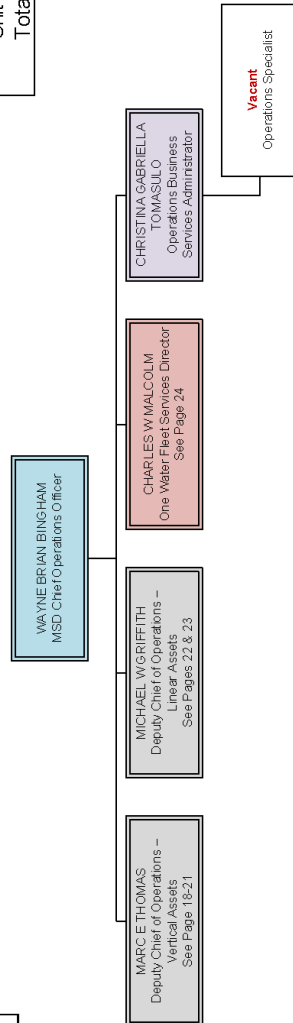 Tota
WAYNE BRIAN BINGHAM
MSD Chief Operations Officer
MARC E THOMAS
Deputy Chief of Operations –
Vertical Assets
See Page 18-21
MICHAEL W GRIFFITH
Deputy Chief of Operations –
Linear Assets
See Pages 22 & 23
CHARLES W MALCOLM
One Water Fleet Services Director
See Page 24
CHRISTINA GABRIELLA
TOMASULO
Operations Business
Services Administrator
Vacant
Operations Specialist